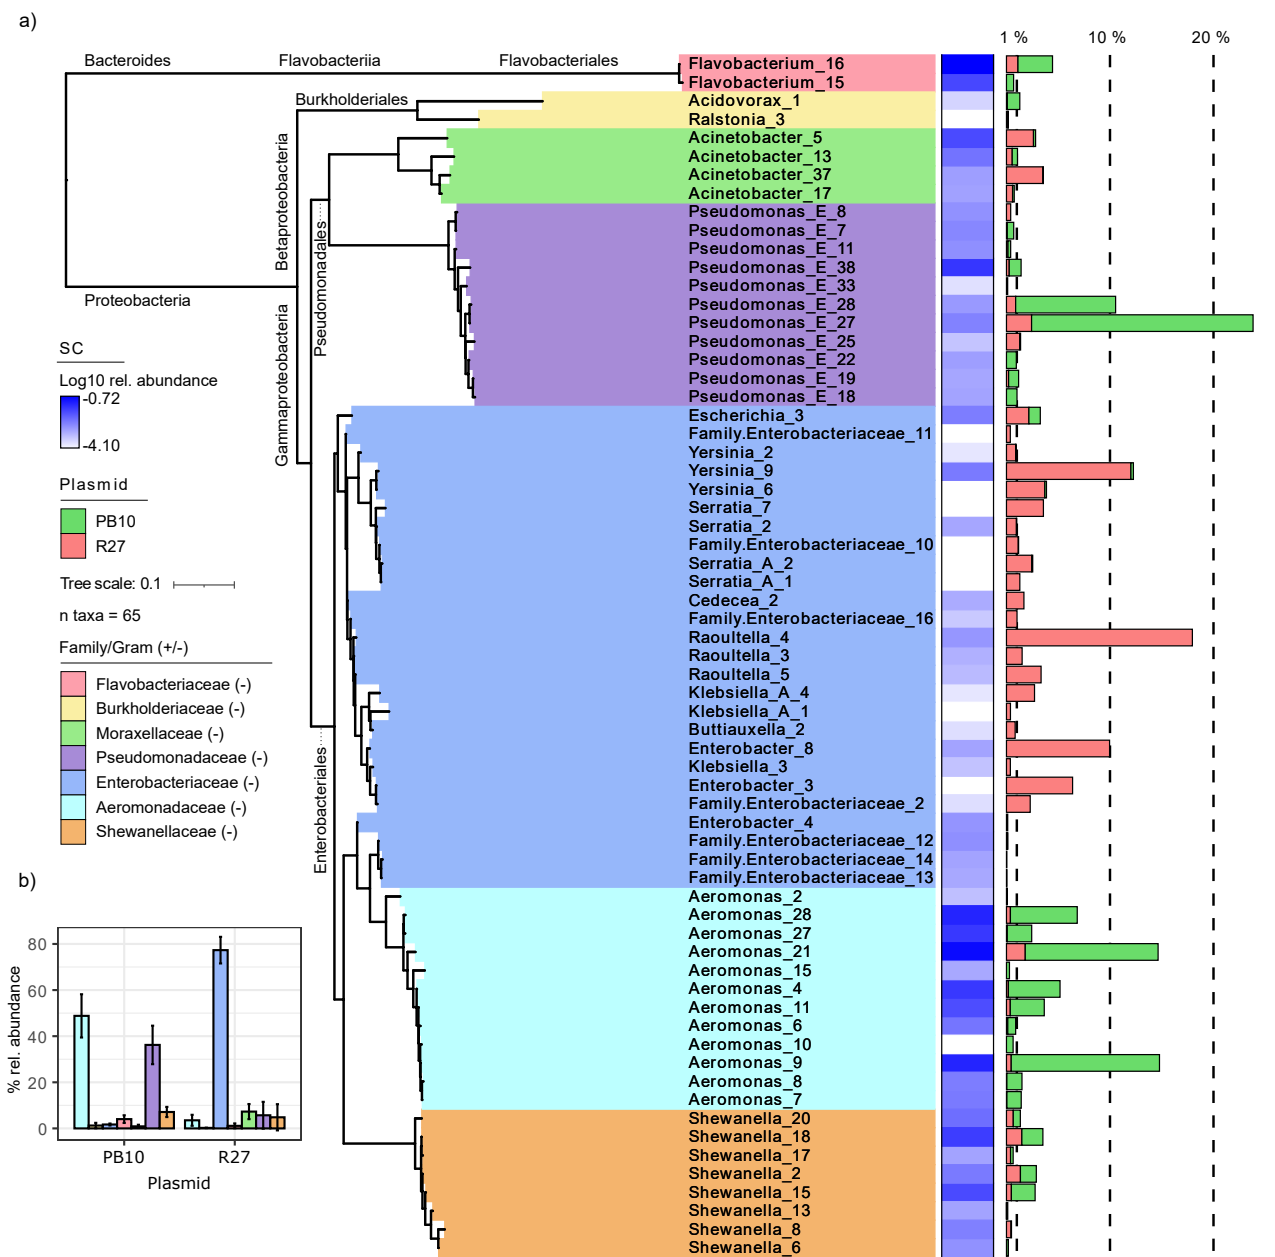 a)
1 % 10 % 20 %
Bacteroides Flavobacteriia Flavobacteriales
Burkholderiales
Betaproteobacteria
Pseudomonadales
Proteobacteria
Gammaproteobacteria
Enterobacteriales
Flavobacterium_16
Flavobacterium_15
Acidovorax_1
Ralstonia_3
Acinetobacter_5
Acinetobacter_13
Acinetobacter_37
Acinetobacter_17
Pseudomonas_E_8
Pseudomonas_E_7
Pseudomonas_E_11
Pseudomonas_E_38
Pseudomonas_E_33
Pseudomonas_E_28
Pseudomonas_E_27
Pseudomonas_E_25
Pseudomonas_E_22
Pseudomonas_E_19
Pseudomonas_E_18
Escherichia_3
Family.Enterobacteriaceae_11
Yersinia_2
Yersinia_9
Yersinia_6
Serratia_7
Serratia_2
Family.Enterobacteriaceae_10
Serratia_A_2
Serratia_A_1
Cedecea_2
Family.Enterobacteriaceae_16
Raoultella_4
Raoultella_3
Raoultella_5
Klebsiella_A_4
Klebsiella_A_1
Buttiauxella_2
Enterobacter_8
Klebsiella_3
Enterobacter_3
Family.Enterobacteriaceae_2
Enterobacter_4
Family.Enterobacteriaceae_12
Family.Enterobacteriaceae_14
Family.Enterobacteriaceae_13
Aeromonas_2
Aeromonas_28
Aeromonas_27
Aeromonas_21
Aeromonas_15
Aeromonas_4
Aeromonas_11
Aeromonas_6
Aeromonas_10
Aeromonas_9
Aeromonas_8
Aeromonas_7
Shewanella_20
Shewanella_18
Shewanella_17
Shewanella_2
Shewanella_15
Shewanella_13
Shewanella_8
Shewanella_6
SC
Log10 rel. abundance
-0.72
-4.10
Plasmid
PB10
R27
Tree scale: 0.1
n taxa = 65
Family/Gram (+/-)
Flavobacteriaceae (-)
Burkholderiaceae (-)
Moraxellaceae (-)
Pseudomonadaceae (-)
Enterobacteriaceae (-)
Aeromonadaceae (-)
Shewanellaceae (-)
b)
% rel. abundance
80
60
40
20
0
PB10 R27
Plasmid